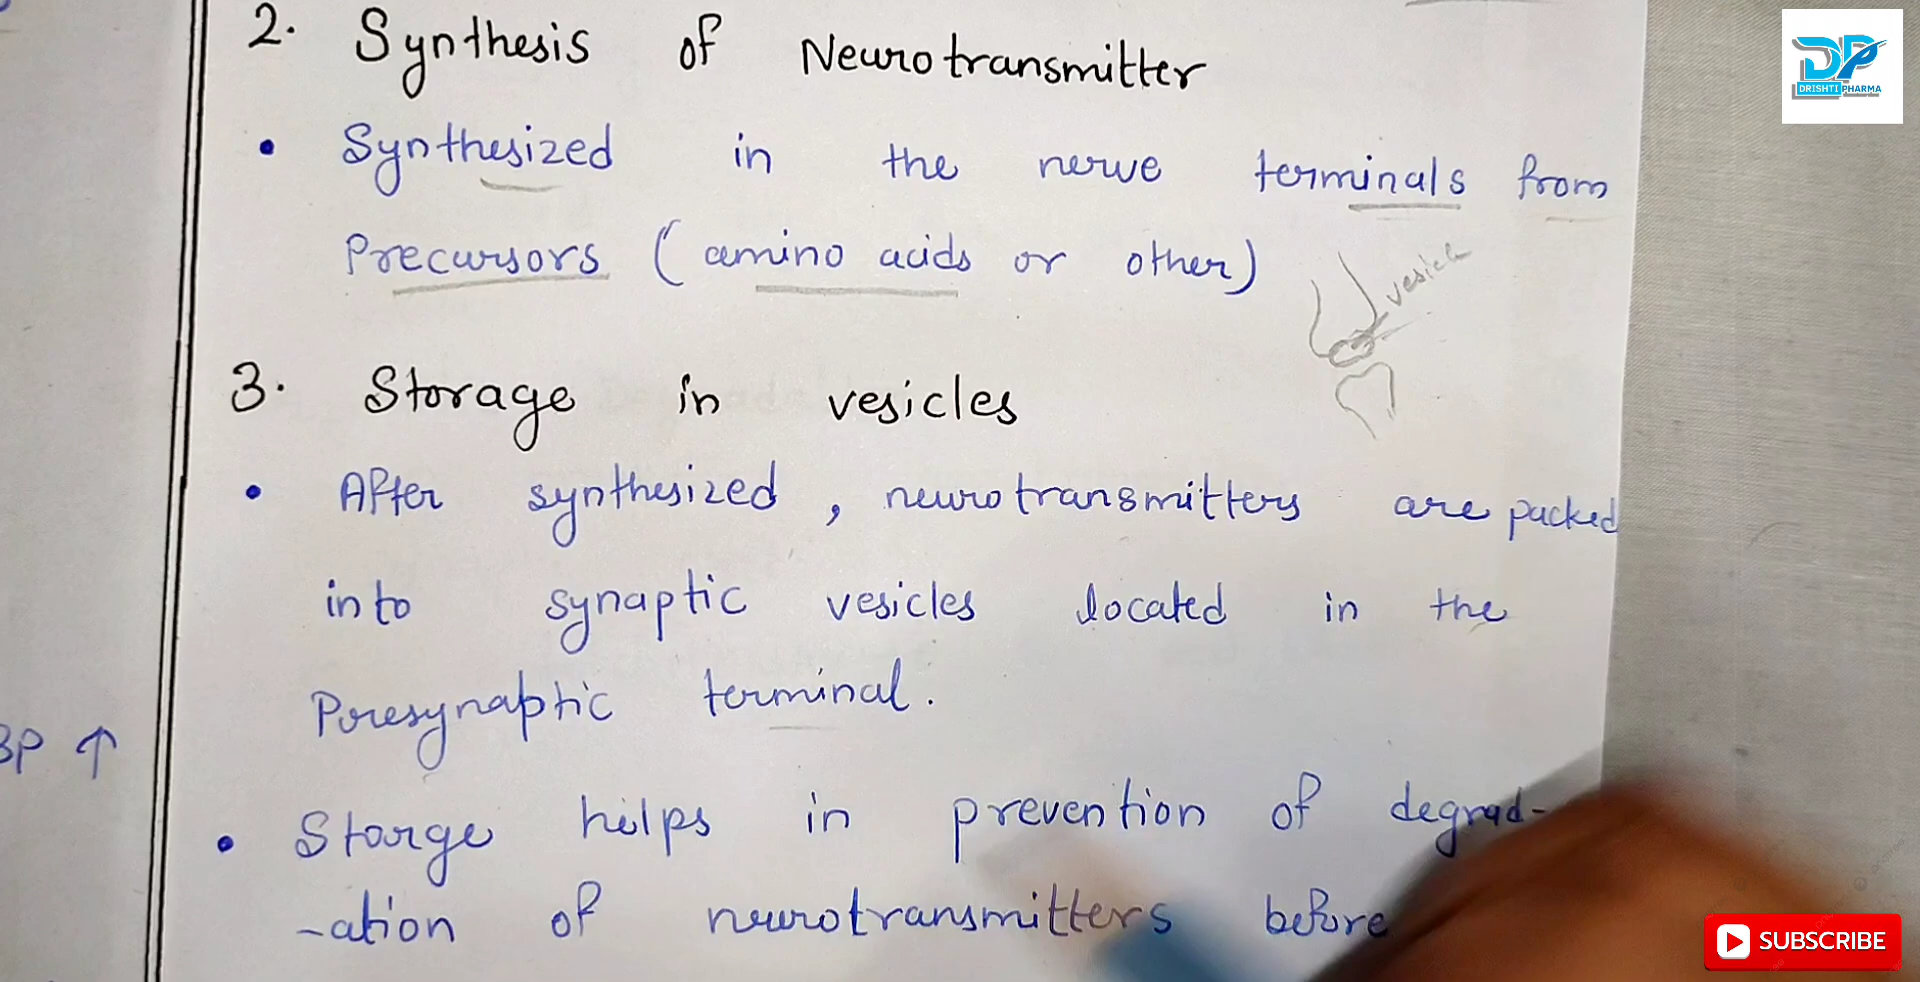 2. Synthesis of Neurotransmitter
• Synthesized in the nerve terminals from
Precursors (amino acids or other)
vesicle
3. Storage in vesicles
• After synthesized, neurotransmitters are packed
into synaptic vesicles located in the
Presynaptic terminal.
BP ↑
• Storge helps in prevention of degrad-
-ation of neurotransmitters before
DP
DRISHTI PHARMA
SUBSCRIBE